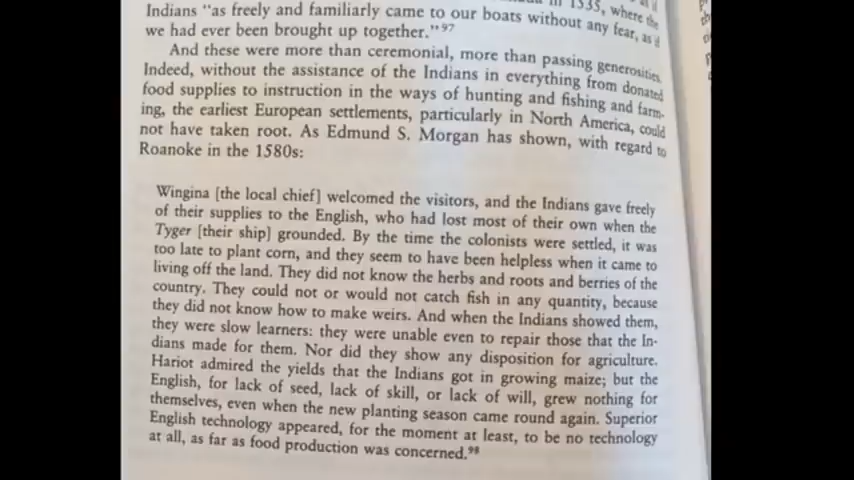 in 1535, where the
Indians "as freely and familiarly came to our boats without any fear, as if
we had ever been brought up together."97
And these were more than ceremonial, more than passing generosities.
Indeed, without the assistance of the Indians in everything from donated
food supplies to instruction in the ways of hunting and fishing and farm-
ing, the earliest European settlements, particularly in North America, could
not have taken root. As Edmund S. Morgan has shown, with regard to
Roanoke in the 1580s:
Wingina [the local chief] welcomed the visitors, and the Indians gave freely
of their supplies to the English, who had lost most of their own when the
Tyger [their ship] grounded. By the time the colonists were settled, it was
too late to plant corn, and they seem to have been helpless when it came to
living off the land. They did not know the herbs and roots and berries of the
country. They could not or would not catch fish in any quantity, because
they did not know how to make weirs. And when the Indians showed them,
they were slow learners: they were unable even to repair those that the In-
dians made for them. Nor did they show any disposition for agriculture.
Hariot admired the yields that the Indians got in growing maize; but the
English, for lack of seed, lack of skill, or lack of will, grew nothing for
themselves, even when the new planting season came round again. Superior
English technology appeared, for the moment at least, to be no technology
at all, as far as food production was concerned.98